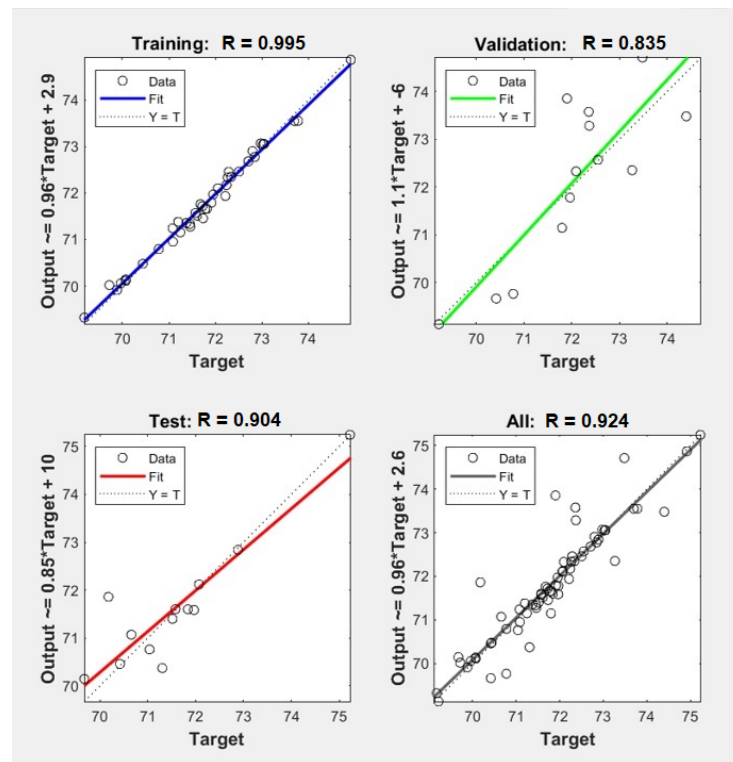 Training: R = 0.995
Output ~= 0.96*Target + 2.9
Data
Fit
Y = T
74
73
72
71
70
70 71 72 73 74
Target
Validation: R = 0.835
Output ~= 1.1*Target + -6
Data
Fit
Y = T
74
73
72
71
70
70 71 72 73 74
Target
Test: R = 0.904
Output ~= 0.85*Target + 10
Data
Fit
Y = T
75
74
73
72
71
70
70 71 72 73 74 75
Target
All: R = 0.924
Output ~= 0.96*Target + 2.6
Data
Fit
Y = T
75
74
73
72
71
70
70 71 72 73 74 75
Target